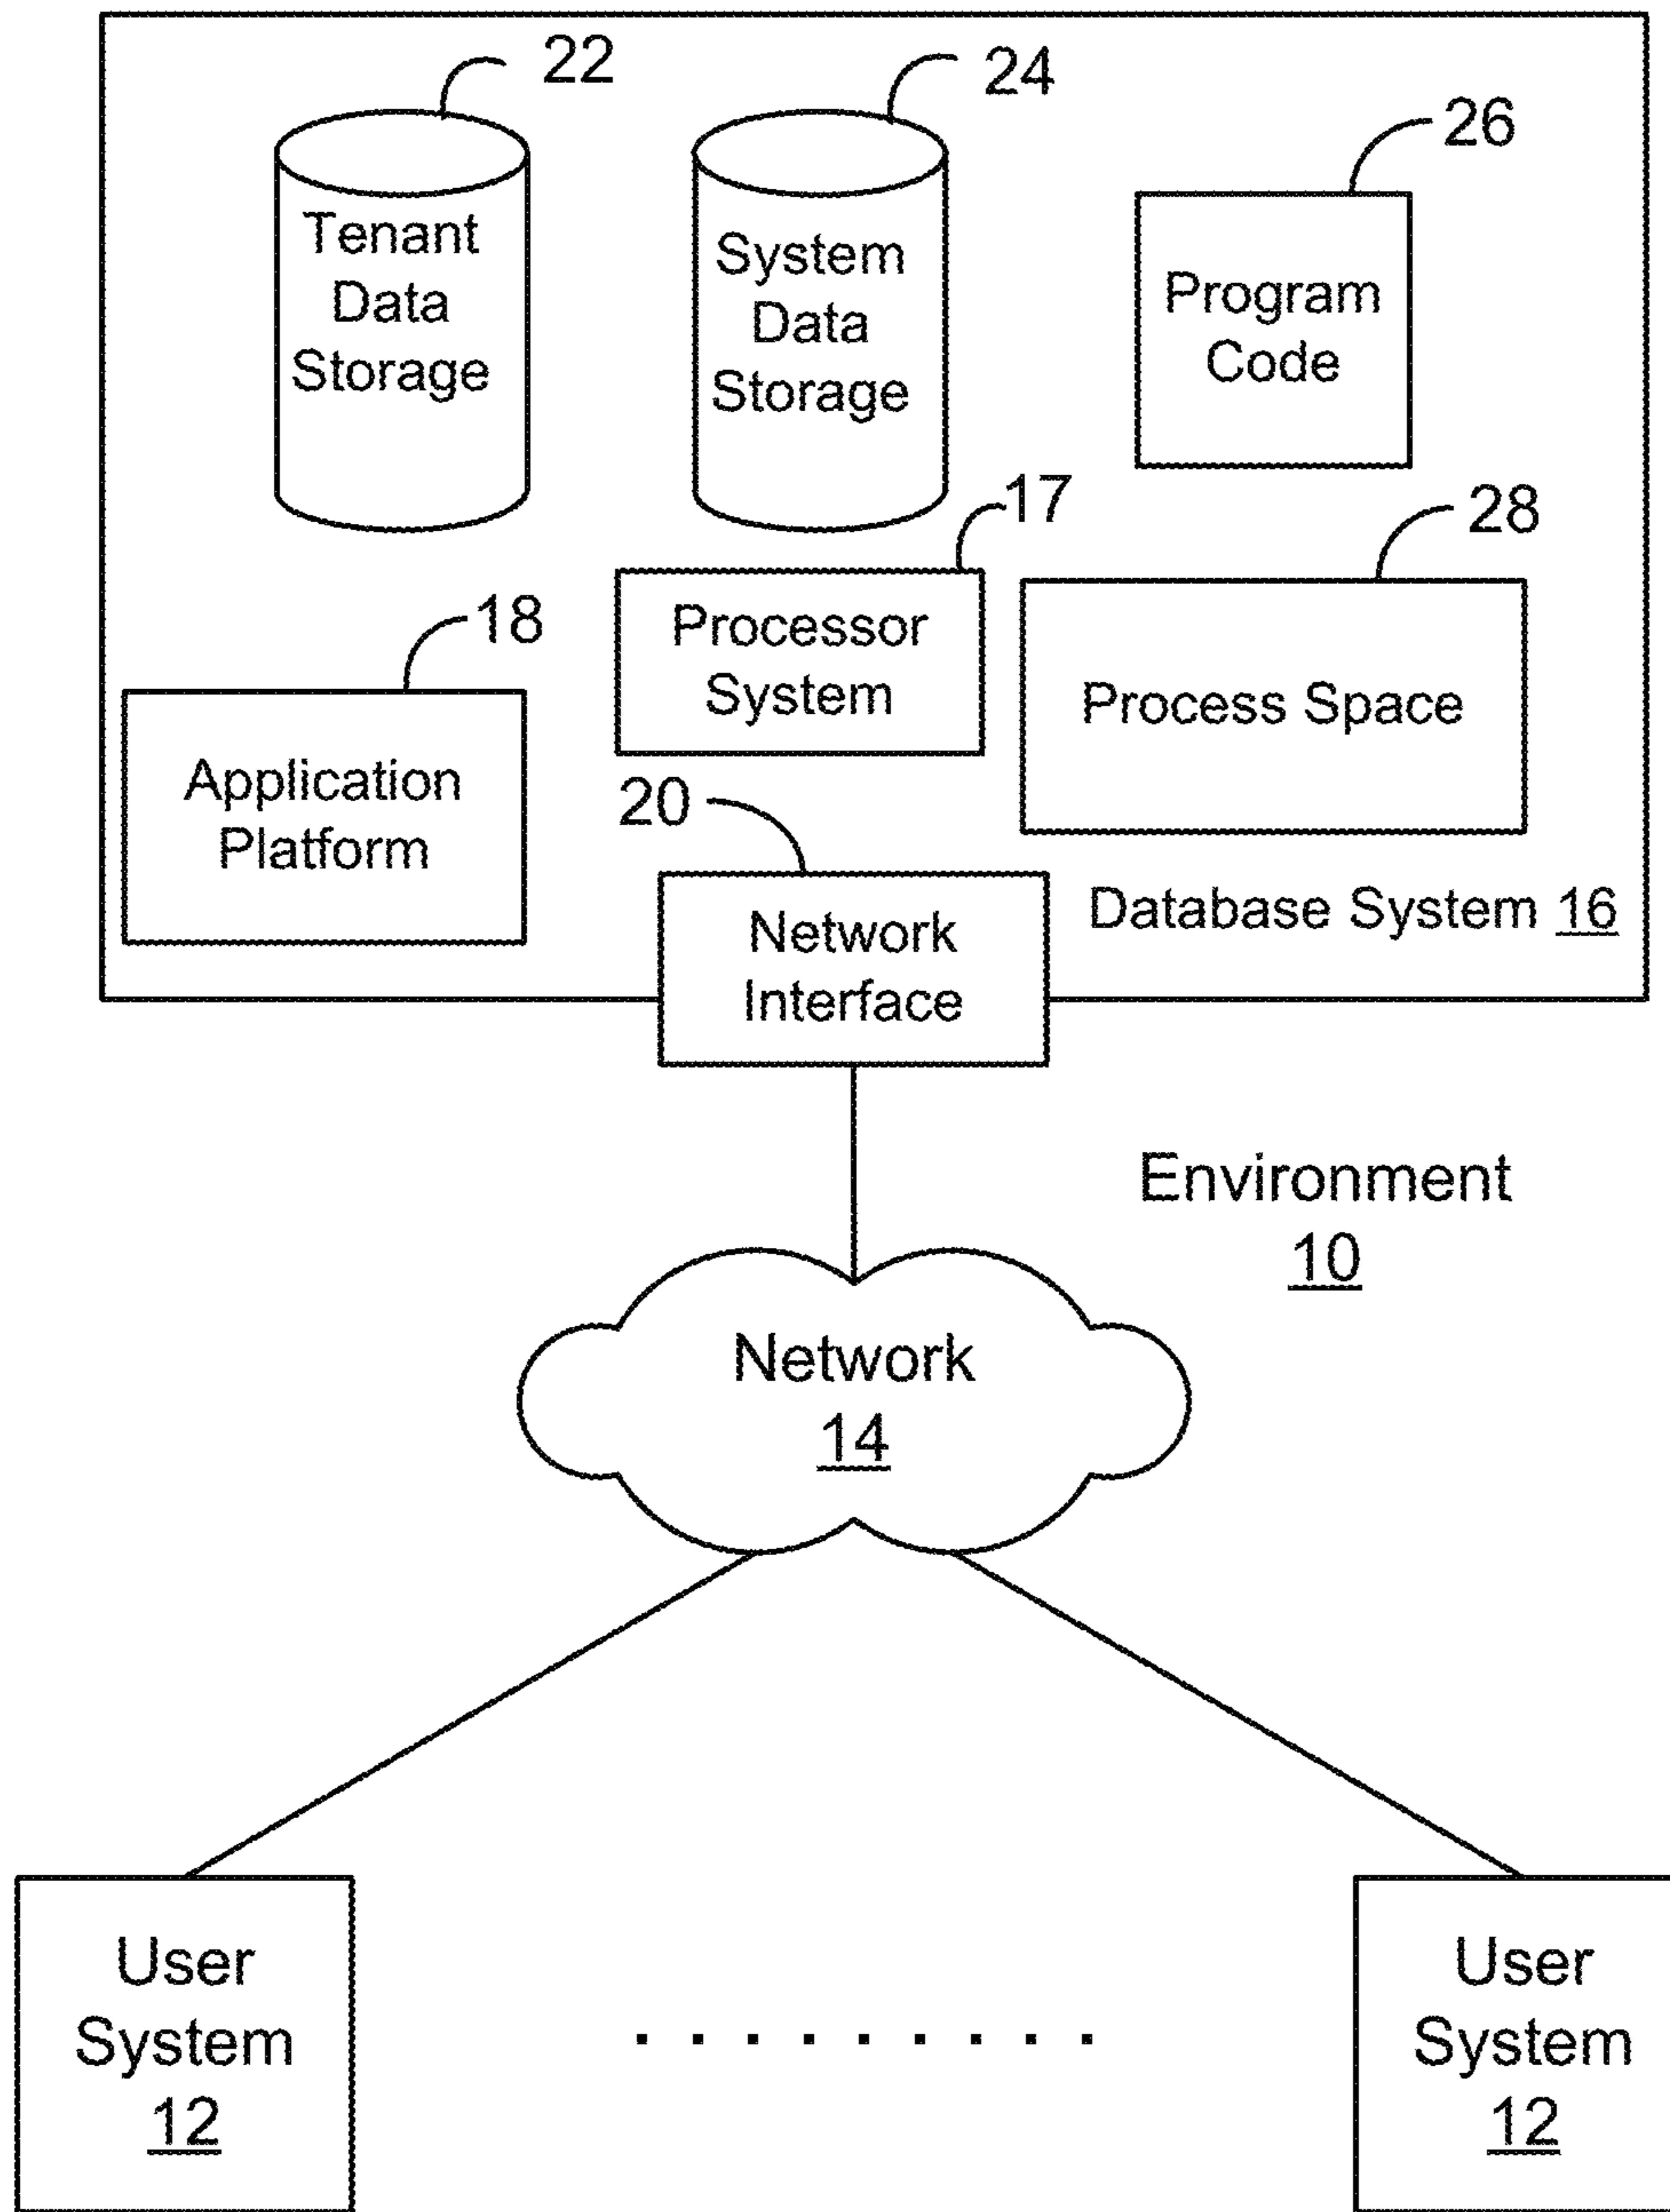 22
24
26
Tenant
Data
Storage
System
Data
Storage
Program
Code
17
28
18
Processor
System
Process Space
Application
Platform
20
Network
Interface
Database System 16
Environment
10
Network
14
User
System
12
. . . . . . . . .
User
System
12